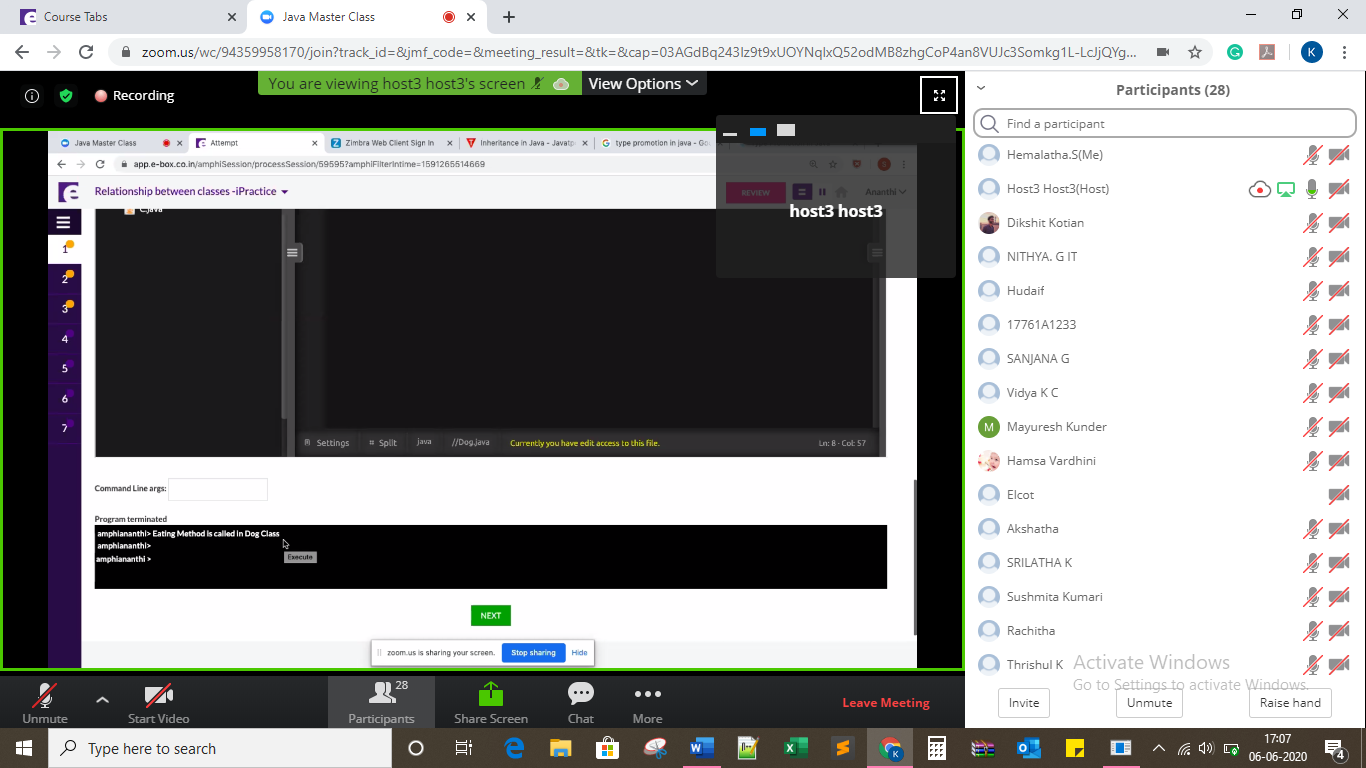 Course Tabs
Java Master Class
zoom.us/wc/94359958170/join?track_id=&jmf_code=&meeting_result=&tk=&cap=03AGdBq243Iz9t9xUOYNqlxQ52odMB8zhgCoP4an8VUJc3Somkg1L-LcJjQYg...
K
Recording
You are viewing host3 host3's screen
View Options
Java Master Class
Attempt
Zimbra Web Client Sign In
Inheritance in Java - Javatp
type promotion in java - Goo
app.e-box.co.in/amphiSession/processSession/59595?amphiFilterIntime=1591265514669
Relationship between classes -iPractice
REVIEW
Ananthi
host3 host3
C.java
1
2
3
4
5
6
7
Settings
Split
java
//Dog.java
Currently you have edit access to this file.
Ln: 8 - Col: 57
Command Line args:
Program terminated
amphiananthi> Eating Method is called in Dog Class
amphiananthi>
amphiananthi >
Execute
NEXT
zoom.us is sharing your screen.
Stop sharing
Hide
Participants (28)
Find a participant
Hemalatha.S(Me)
Host3 Host3(Host)
Dikshit Kotian
NITHYA. G IT
Hudaif
17761A1233
SANJANA G
Vidya K C
M
Mayuresh Kunder
Hamsa Vardhini
Elcot
Akshatha
SRILATHA K
Sushmita Kumari
Rachitha
Thrishul K
Activate Windows
Go to Settings to activate Windows.
Invite
Unmute
Raise hand
Unmute
Start Video
28
Participants
Share Screen
Chat
More
Leave Meeting
Type here to search
17:07
06-06-2020
4